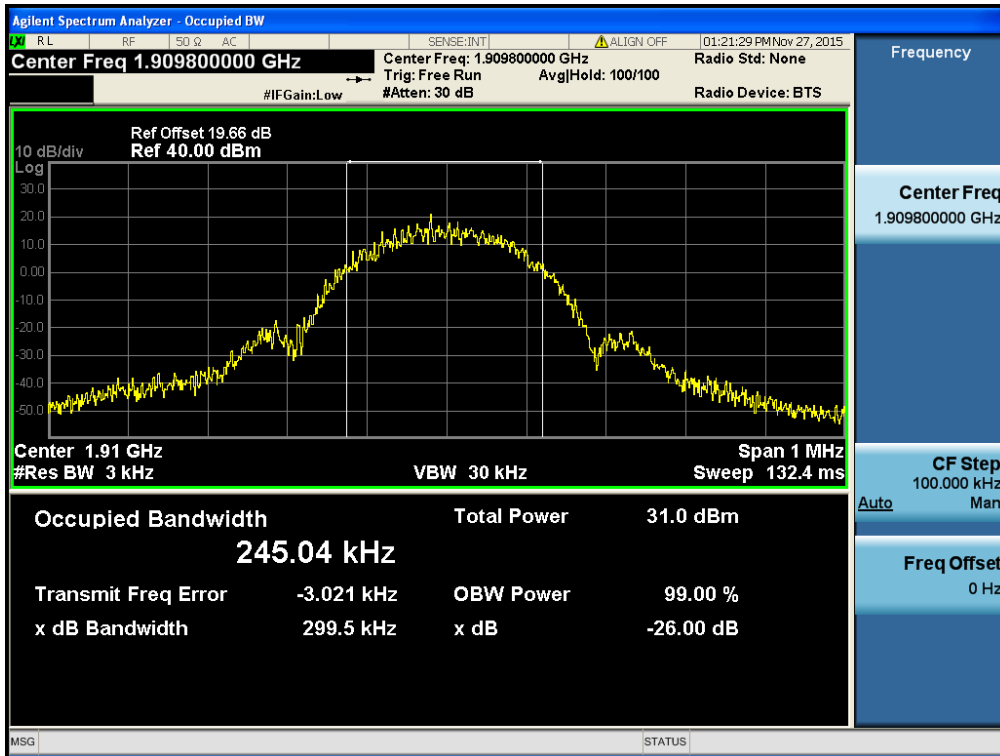 Agilent Spectrum Analyzer - Occupied BW
LXI RL RF 50 Ω AC SENSE:INT ALIGN OFF 01:21:29 PM Nov 27, 2015
Center Freq 1.909800000 GHz
Center Freq: 1.909800000 GHz
Radio Std: None
Trig: Free Run Avg|Hold: 100/100
#IFGain:Low
#Atten: 30 dB
Radio Device: BTS
Frequency
Ref Offset 19.66 dB
10 dB/div Ref 40.00 dBm
Log
30.0
20.0
10.0
0.00
-10.0
-20.0
-30.0
-40.0
-50.0
Center 1.91 GHz Span 1 MHz
#Res BW 3 kHz VBW 30 kHz Sweep 132.4 ms
Occupied Bandwidth Total Power 31.0 dBm
245.04 kHz
Transmit Freq Error -3.021 kHz OBW Power 99.00 %
x dB Bandwidth 299.5 kHz x dB -26.00 dB
Center Freq
1.909800000 GHz
CF Step
100.000 kHz
Auto Man
Freq Offset
0 Hz
MSG STATUS